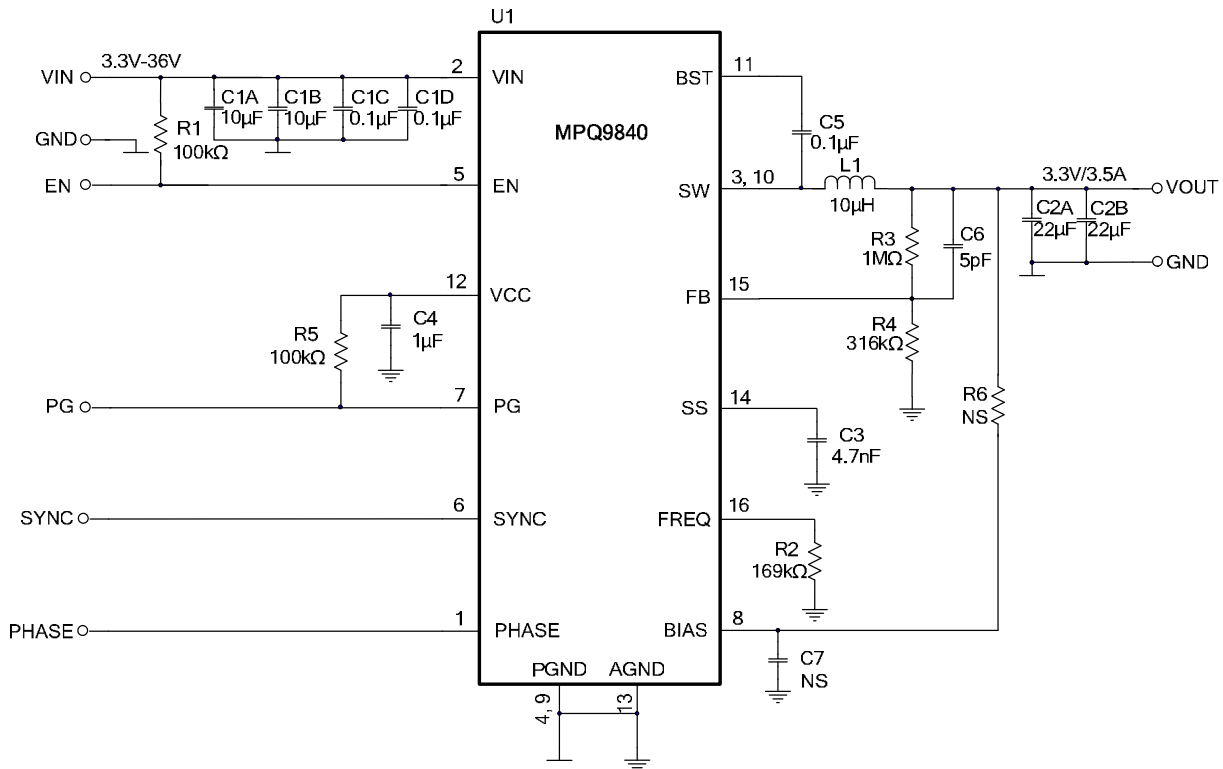 U1
MPQ9840
VIN
3.3V-36V
2
VIN
C1A
10µF
C1B
10µF
C1C
0.1µF
C1D
0.1µF
GND
R1
100kΩ
EN
5
EN
12
VCC
C4
1µF
R5
100kΩ
PG
7
PG
SYNC
6
SYNC
PHASE
1
PHASE
PGND
AGND
4, 9
13
BST
11
C5
0.1µF
SW
3, 10
L1
10µH
3.3V/3.5A
VOUT
C2A
22µF
C2B
22µF
GND
R3
1MΩ
C6
5pF
FB
15
R4
316kΩ
R6
NS
SS
14
C3
4.7nF
FREQ
16
R2
169kΩ
BIAS
8
C7
NS